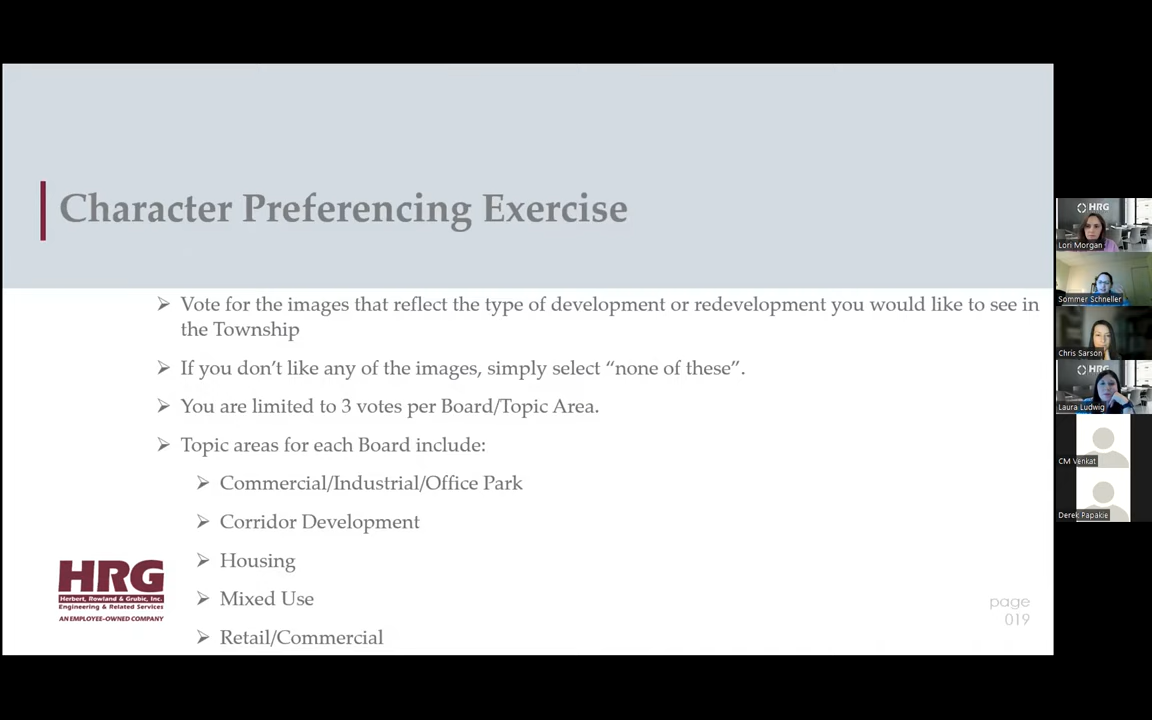 Character Preferencing Exercise
➢ Vote for the images that reflect the type of development or redevelopment you would like to see in
the Township
➢ If you don't like any of the images, simply select “none of these”.
➢ You are limited to 3 votes per Board/Topic Area.
➢ Topic areas for each Board include:
➢ Commercial/Industrial/Office Park
➢ Corridor Development
➢ Housing
➢ Mixed Use
➢ Retail/Commercial
HRG
Herbert, Rowland & Grubic, Inc.
Engineering & Related Services
AN EMPLOYEE-OWNED COMPANY
page
019
HRG
Lori Morgan
Sommer Schneller
Chris Sarson
HRG
Laura Ludwig
CM Venkat
Derek Papakie